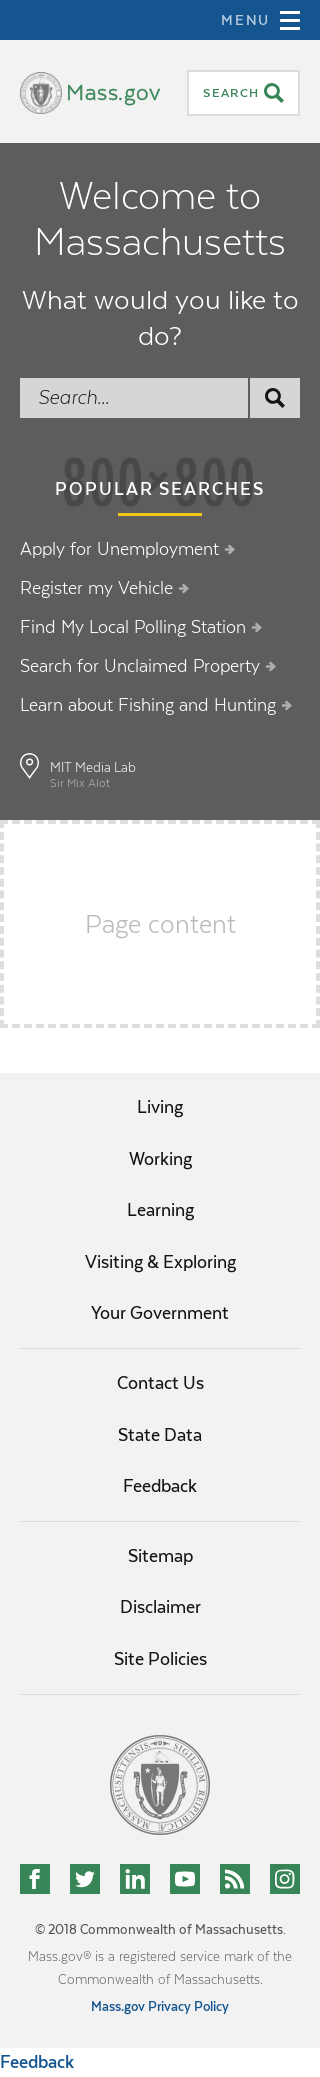 MENU
Mass.gov
SEARCH
Welcome to
Massachusetts
What would you like to
do?
Search...
800×800
POPULAR SEARCHES
Apply for Unemployment
Register my Vehicle
Find My Local Polling Station
Search for Unclaimed Property
Learn about Fishing and Hunting
MIT Media Lab
Sir Mix Alot
Page content
Living
Working
Learning
Visiting & Exploring
Your Government
Contact Us
State Data
Feedback
Sitemap
Disclaimer
Site Policies
© 2018 Commonwealth of Massachusetts.
Mass.gov® is a registered service mark of the
Commonwealth of Massachusetts.
Mass.gov Privacy Policy
Feedback